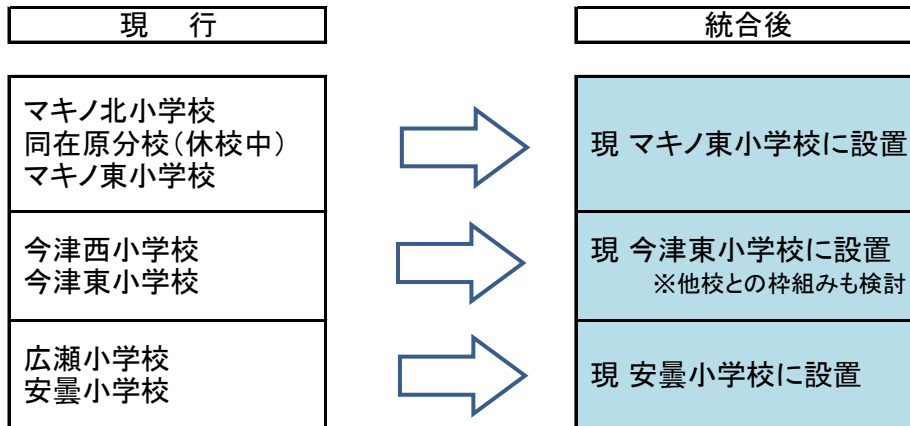 現 行
統合後
マキノ北小学校
同在原分校(休校中)
マキノ東小学校
現 マキノ東小学校に設置
今津西小学校
今津東小学校
現 今津東小学校に設置
※他校との枠組みも検討
広瀬小学校
安曇小学校
現 安曇小学校に設置